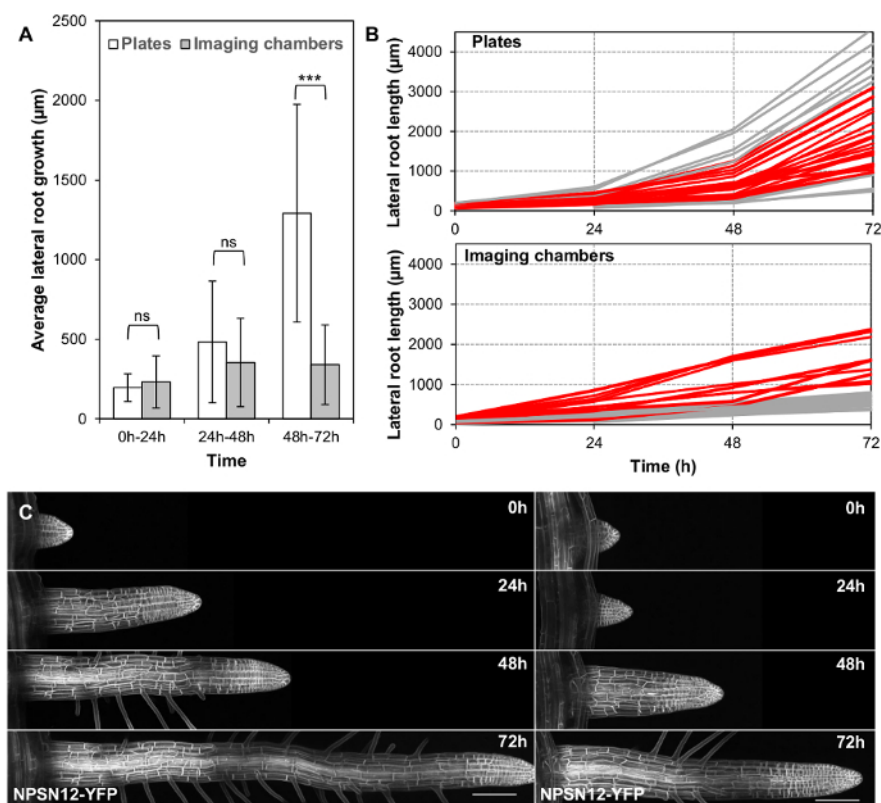 A
Average lateral root growth (µm)
2500
2000
1500
1000
500
0
Plates Imaging chambers
ns
ns
***
0h-24h 24h-48h 48h-72h
Time
B
Plates
Lateral root length (µm)
4000
3000
2000
1000
0
0 24 48 72
Imaging chambers
Lateral root length (µm)
4000
3000
2000
1000
0
0 24 48 72
Time (h)
C
0h
0h
24h
24h
48h
48h
72h
72h
NPSN12-YFP
NPSN12-YFP